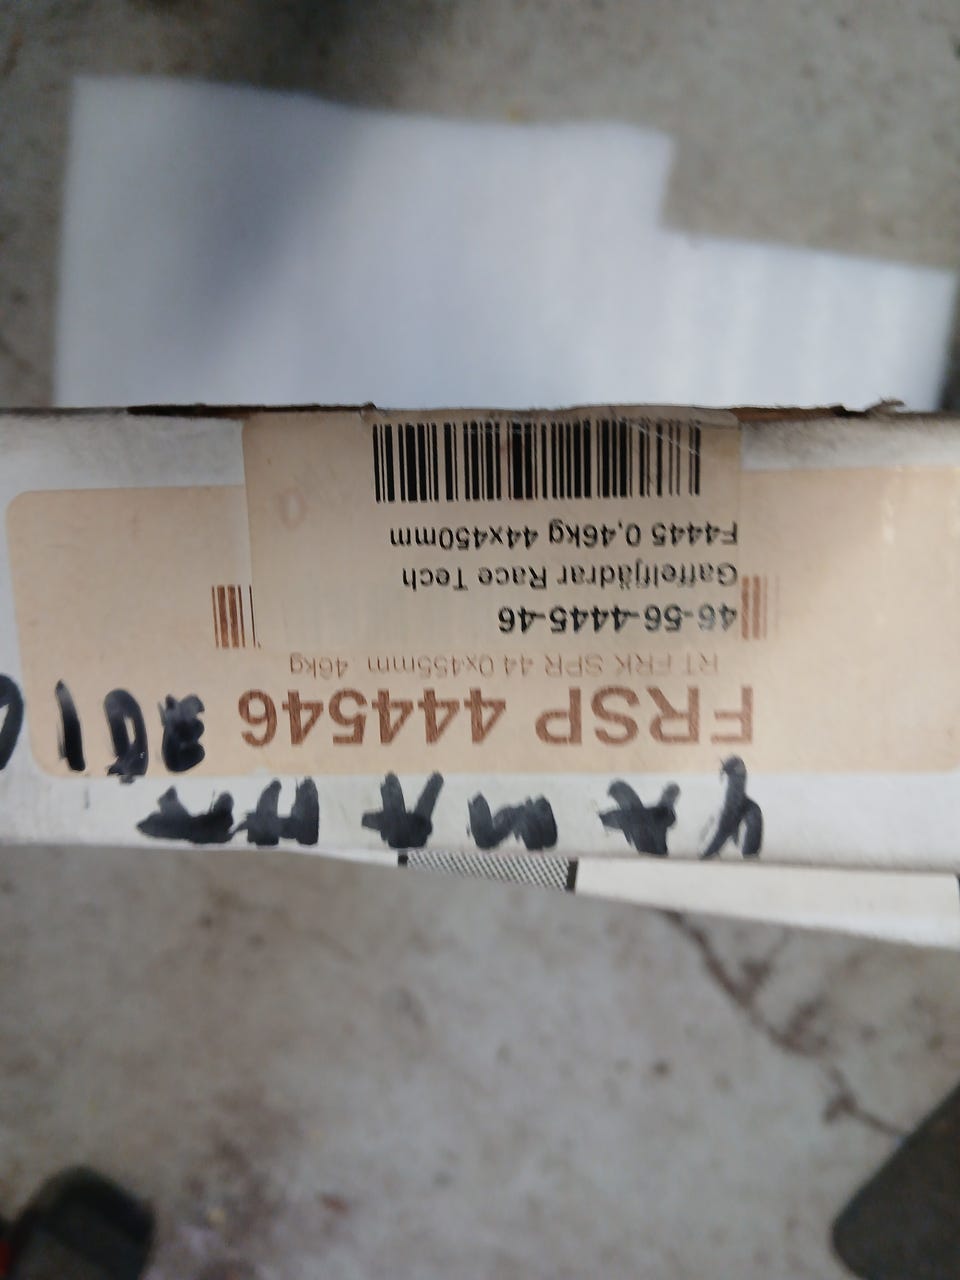 YAMAHA
FRSP 444546
RT FRK SPR 44.0x455mm .46kg
46-56-4445-46
Gaffelfjädrar Race Tech
F4445 0,46kg 44x450mm